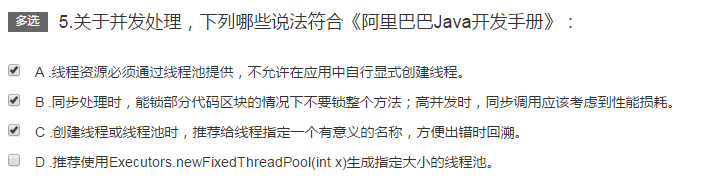 多选 5.关于并发处理，下列哪些说法符合《阿里巴巴Java开发手册》：
A .线程资源必须通过线程池提供，不允许在应用中自行显式创建线程。
B .同步处理时，能锁部分代码区块的情况下不要锁整个方法；高并发时，同步调用应该考虑到性能损耗。
C .创建线程或线程池时，推荐给线程指定一个有意义的名称，方便出错时回溯。
D .推荐使用Executors.newFixedThreadPool(int x)生成指定大小的线程池。